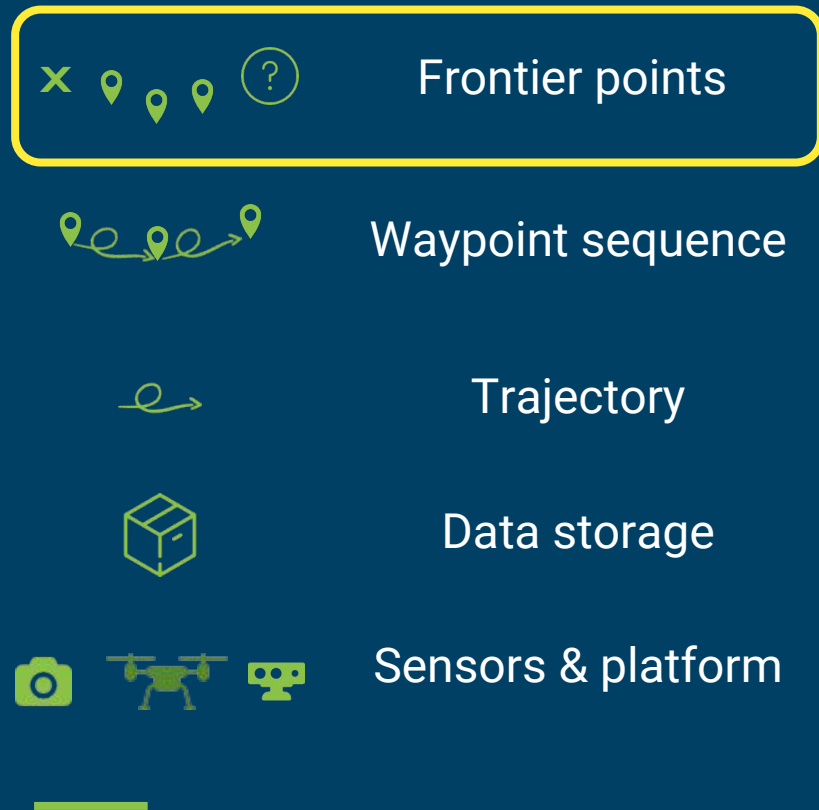 x ? Frontier points
Waypoint sequence
Trajectory
Data storage
Sensors & platform